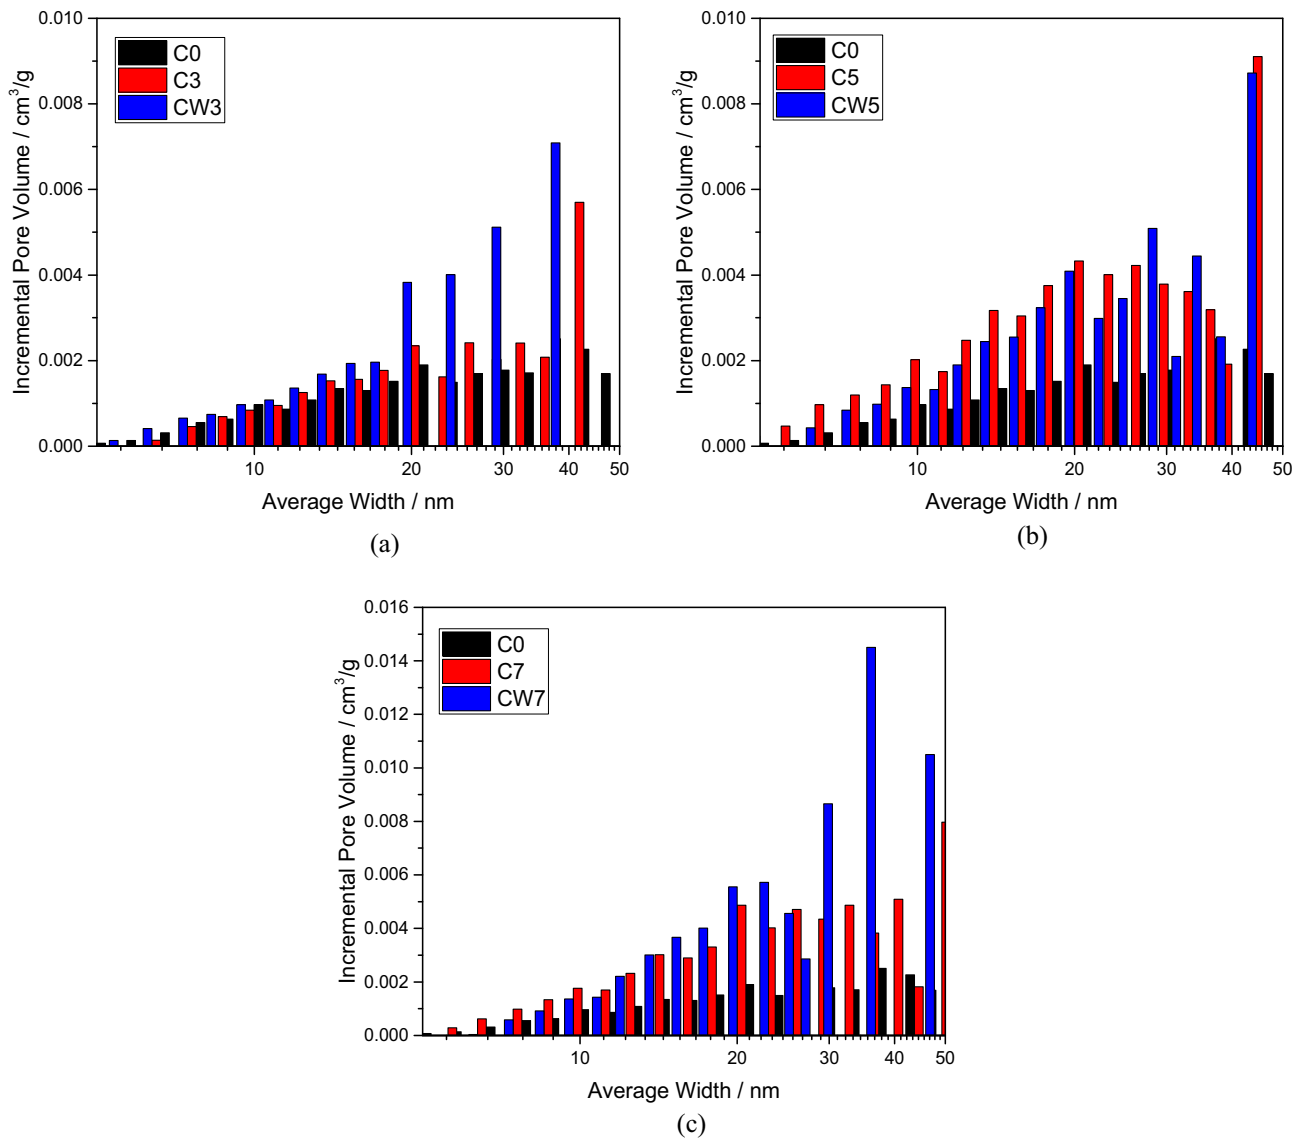 0.010
0.008
0.006
0.004
0.002
0.000
Incremental Pore Volume / cm³/g
C0
C3
CW3
10 20 30 40 50
Average Width / nm
(a)
0.010
0.008
0.006
0.004
0.002
0.000
Incremental Pore Volume / cm³/g
C0
C5
CW5
10 20 30 40 50
Average Width / nm
(b)
0.016
0.014
0.012
0.010
0.008
0.006
0.004
0.002
0.000
Incremental Pore Volume / cm³/g
C0
C7
CW7
10 20 30 40 50
Average Width / nm
(c)